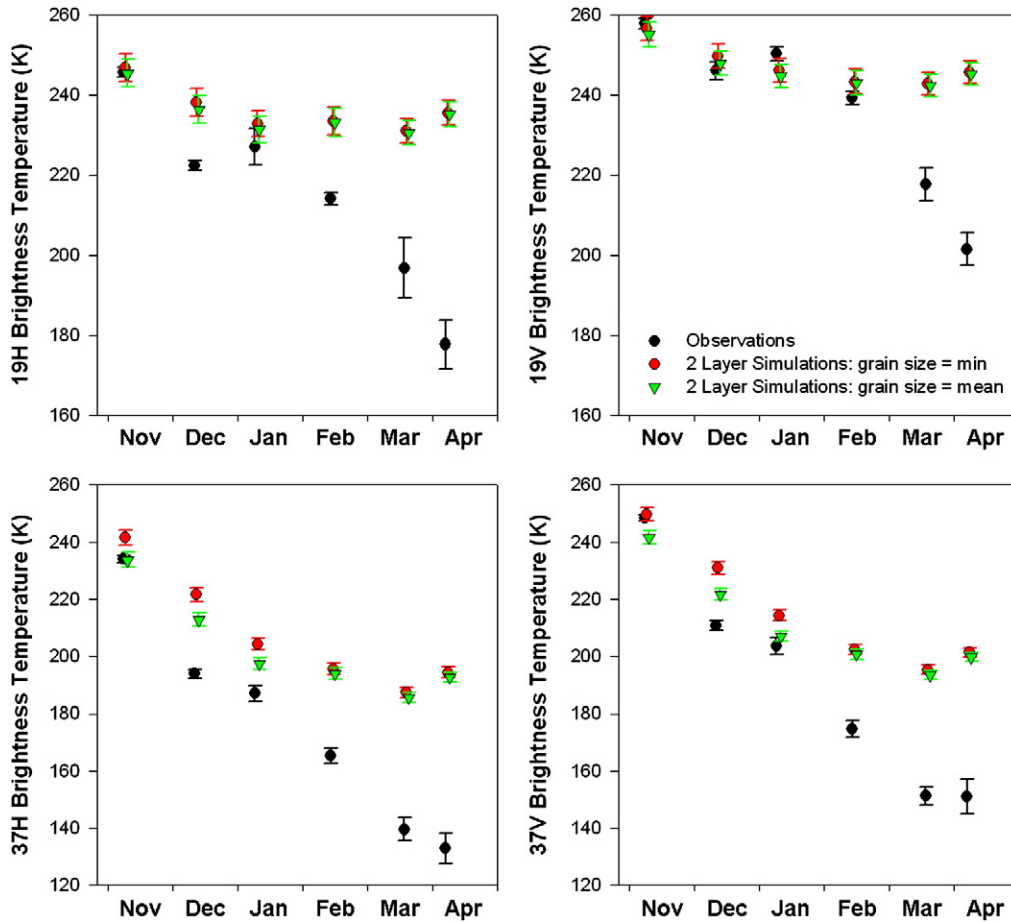 19H Brightness Temperature (K)
260
240
220
200
180
160
Nov Dec Jan Feb Mar Apr
19V Brightness Temperature (K)
260
240
220
200
180
160
Observations
2 Layer Simulations: grain size = min
2 Layer Simulations: grain size = mean
Nov Dec Jan Feb Mar Apr
37H Brightness Temperature (K)
260
240
220
200
180
160
140
120
Nov Dec Jan Feb Mar Apr
37V Brightness Temperature (K)
260
240
220
200
180
160
140
120
Nov Dec Jan Feb Mar Apr